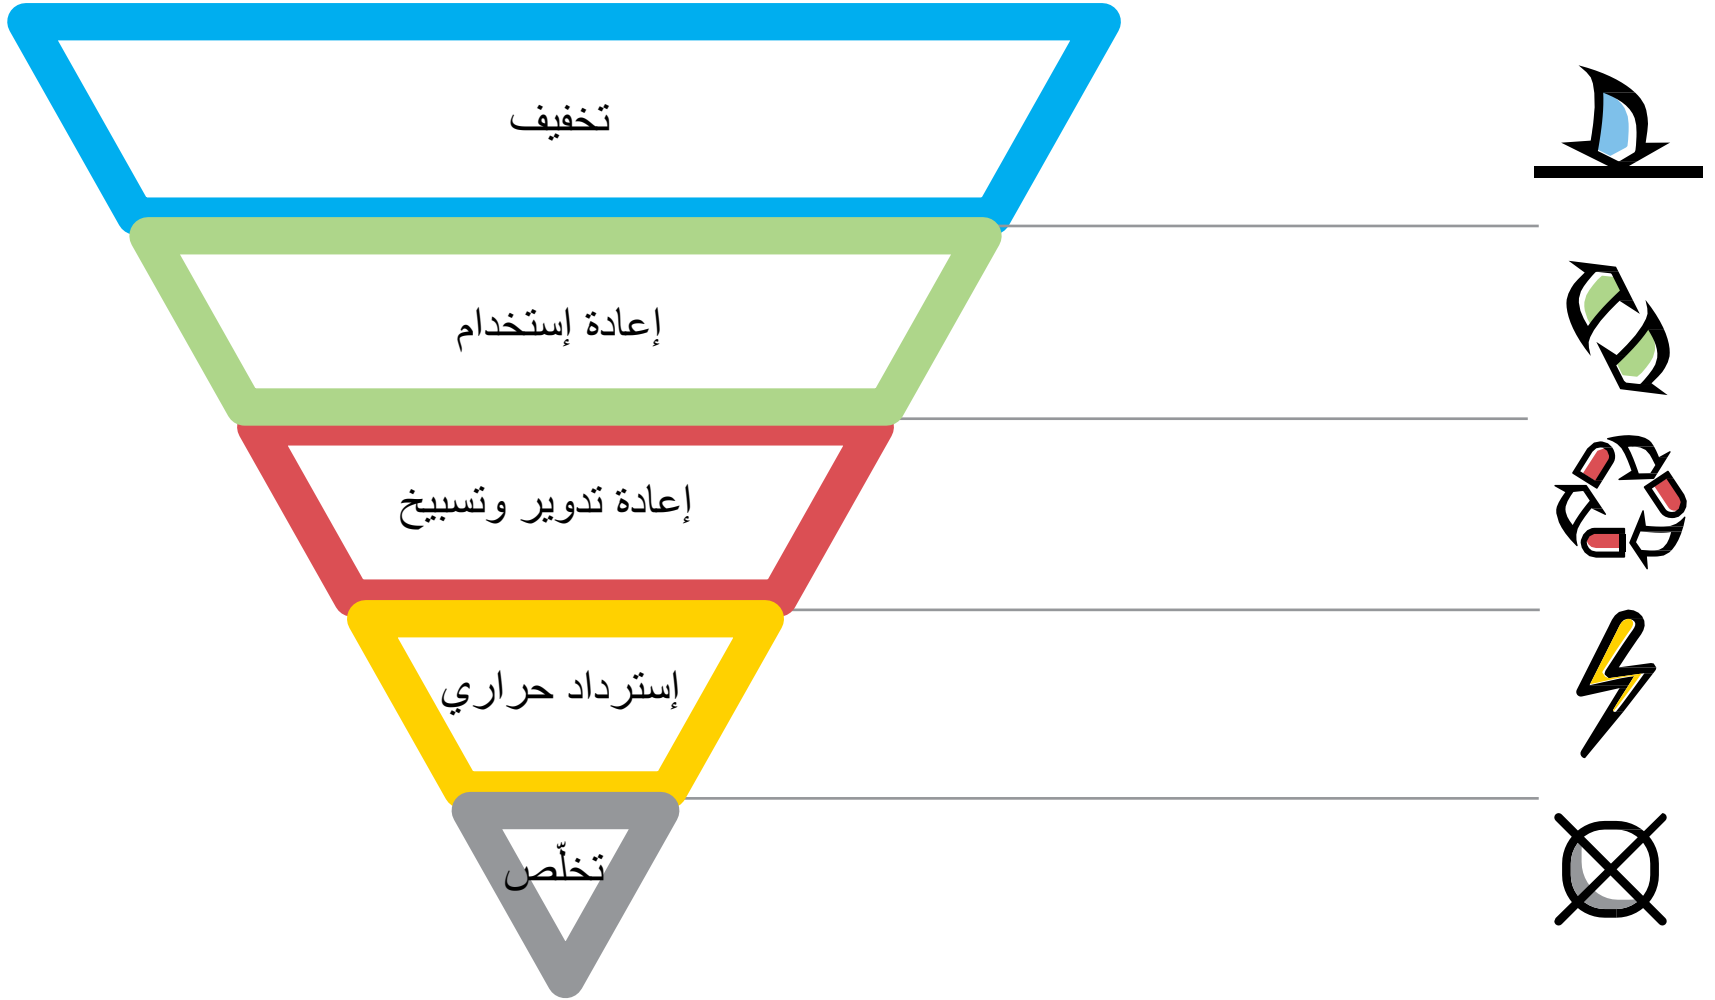 تخفيف
إعادة إستخدام
إعادة تدوير وتسبيخ
إسترداد حراري
تخلّص